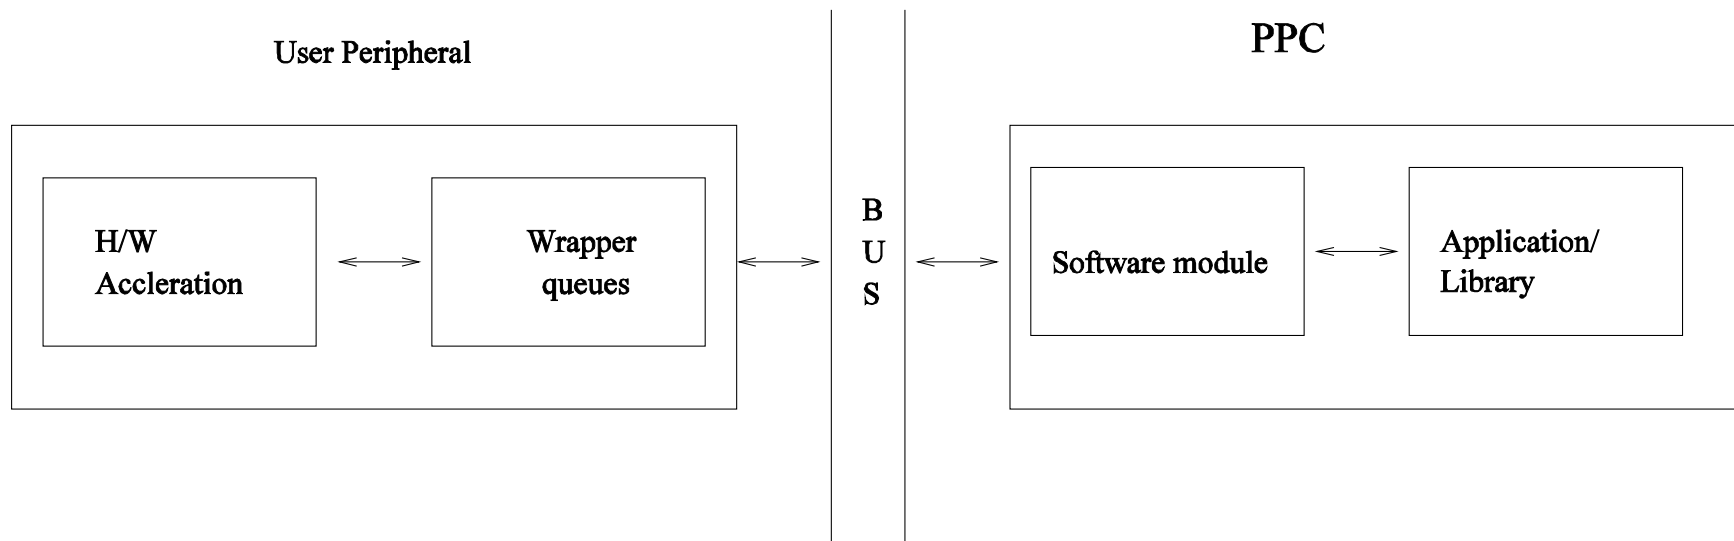 User Peripheral
H/W
Accleration
Wrapper
queues
B
U
S
PPC
Software module
Application/
Library